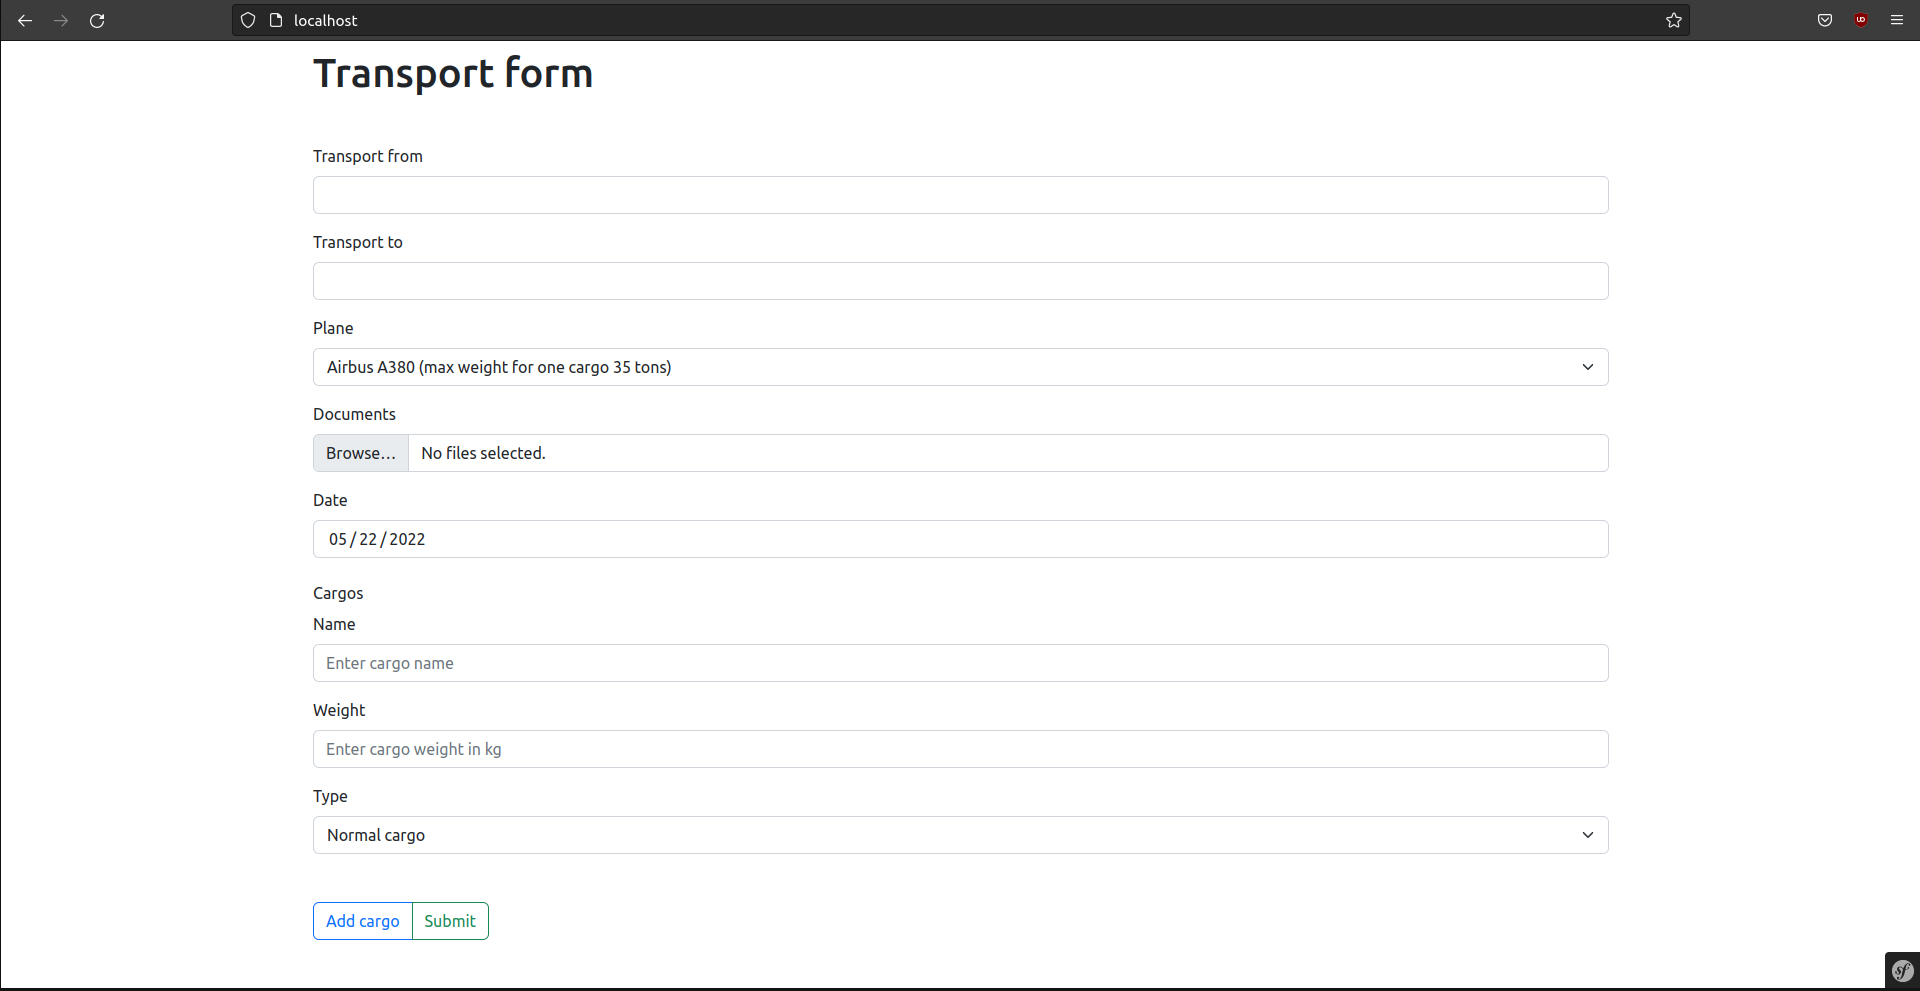 localhost
Transport form
Transport from
Transport to
Plane
Airbus A380 (max weight for one cargo 35 tons)
Documents
Browse… No files selected.
Date
05 / 22 / 2022
Cargos
Name
Enter cargo name
Weight
Enter cargo weight in kg
Type
Normal cargo
Add cargo Submit
sf